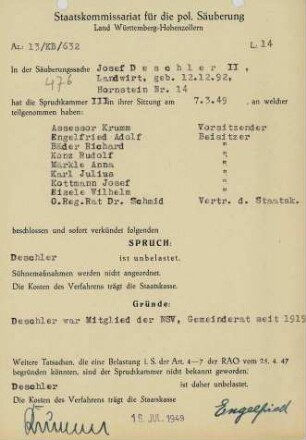 Staatskommissariat für die pol. Säuberung
Land Württemberg-Hohenzollern
Az.: 13/KB/632
L.14
In der Säuberungssache Josef Deschler II,
476
Landwirt, geb. 12.12.92,
Hornstein Nr. 14
hat die Spruchkammer III in ihrer Sitzung am 7.3.49, an welcher
teilgenommen haben:
Assessor Krumm Vorsitzender
Engelfried Adolf Beisitzer
Bäder Richard "
Konz Rudolf "
Märkle Anna "
Karl Julius "
Kottmann Josef "
Eisele Wilhelm "
O.Reg.Rat Dr. Schmid Vertr. d. Staatsk.
beschlossen und sofort verkündet folgenden
SPRUCH:
Deschler ist unbelastet.
Sühnemaßnahmen werden nicht angeordnet.
Die Kosten des Verfahrens trägt die Staatskasse.
Gründe:
Deschler war Mitglied der NSV, Gemeinderat seit 1919
Weitere Tatsachen, die eine Belastung i. S. der Art. 4–7 der RAO vom 24. 4. 47
begründen könnten, sind der Spruchkammer nicht bekannt geworden.
Deschler ist daher unbelastet.
Die Kosten des Verfahrens trägt die Staatskasse
Krumm
18. JUL. 1949
Engelfried